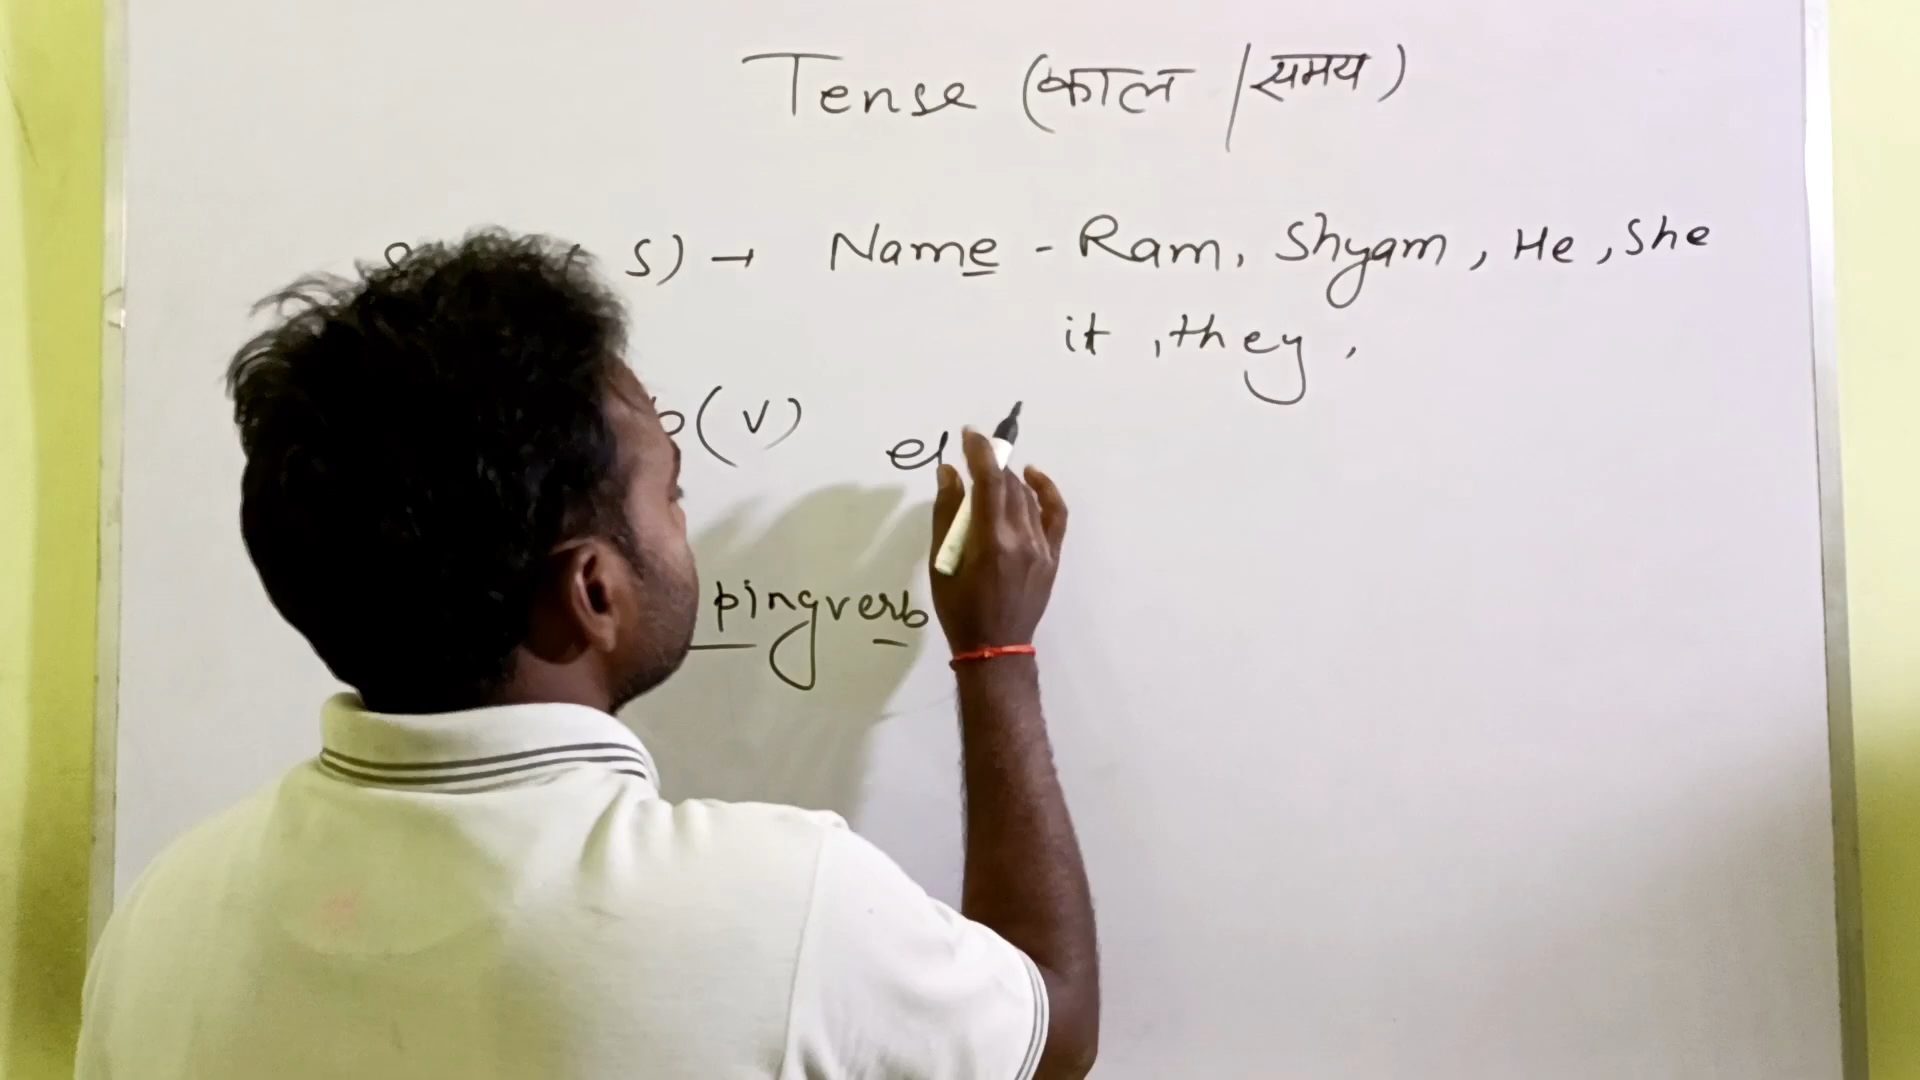 Tense (काल / समय)
S) → Name - Ram, Shyam, He, She
it, they,
(V)
pingverb